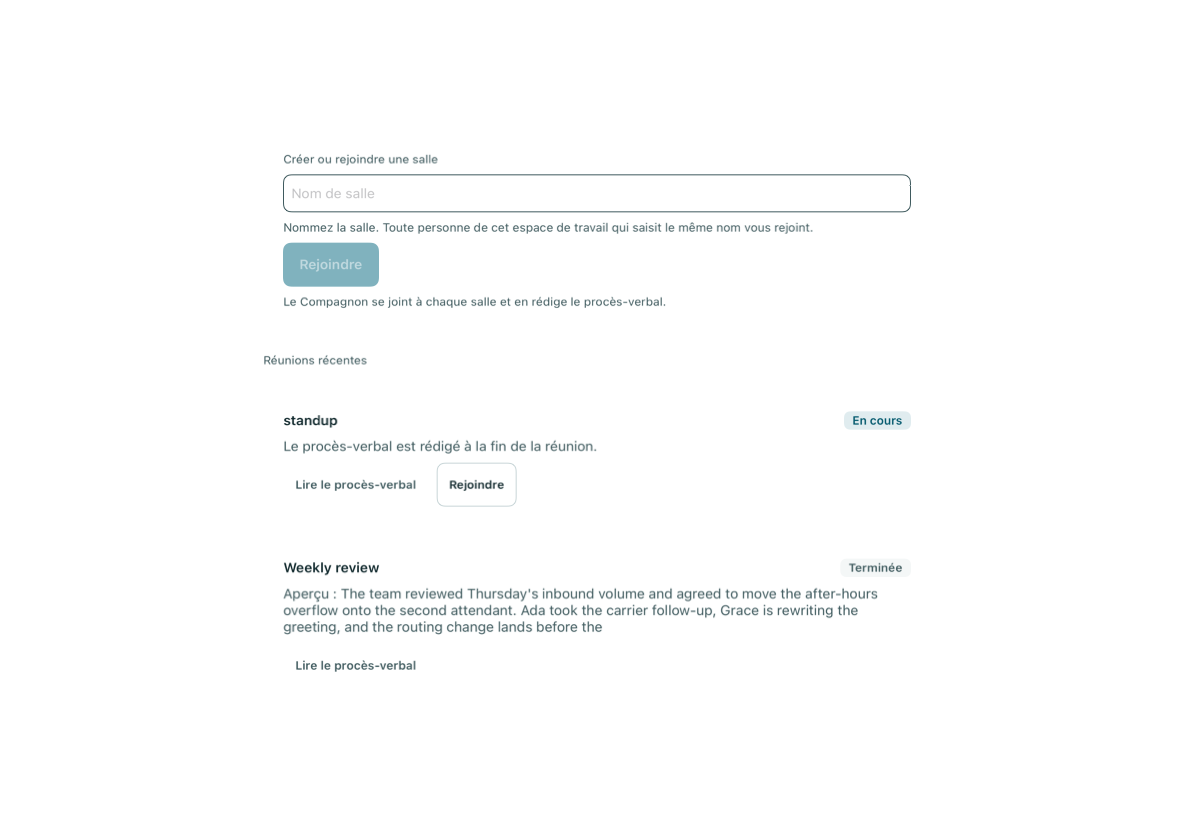 Créer ou rejoindre une salle
Nom de salle
Nommez la salle. Toute personne de cet espace de travail qui saisit le même nom vous rejoint.
Rejoindre
Le Compagnon se joint à chaque salle et en rédige le procès-verbal.
Réunions récentes
standup
En cours
Le procès-verbal est rédigé à la fin de la réunion.
Lire le procès-verbal
Rejoindre
Weekly review
Terminée
Aperçu : The team reviewed Thursday's inbound volume and agreed to move the after-hours
overflow onto the second attendant. Ada took the carrier follow-up, Grace is rewriting the
greeting, and the routing change lands before the
Lire le procès-verbal